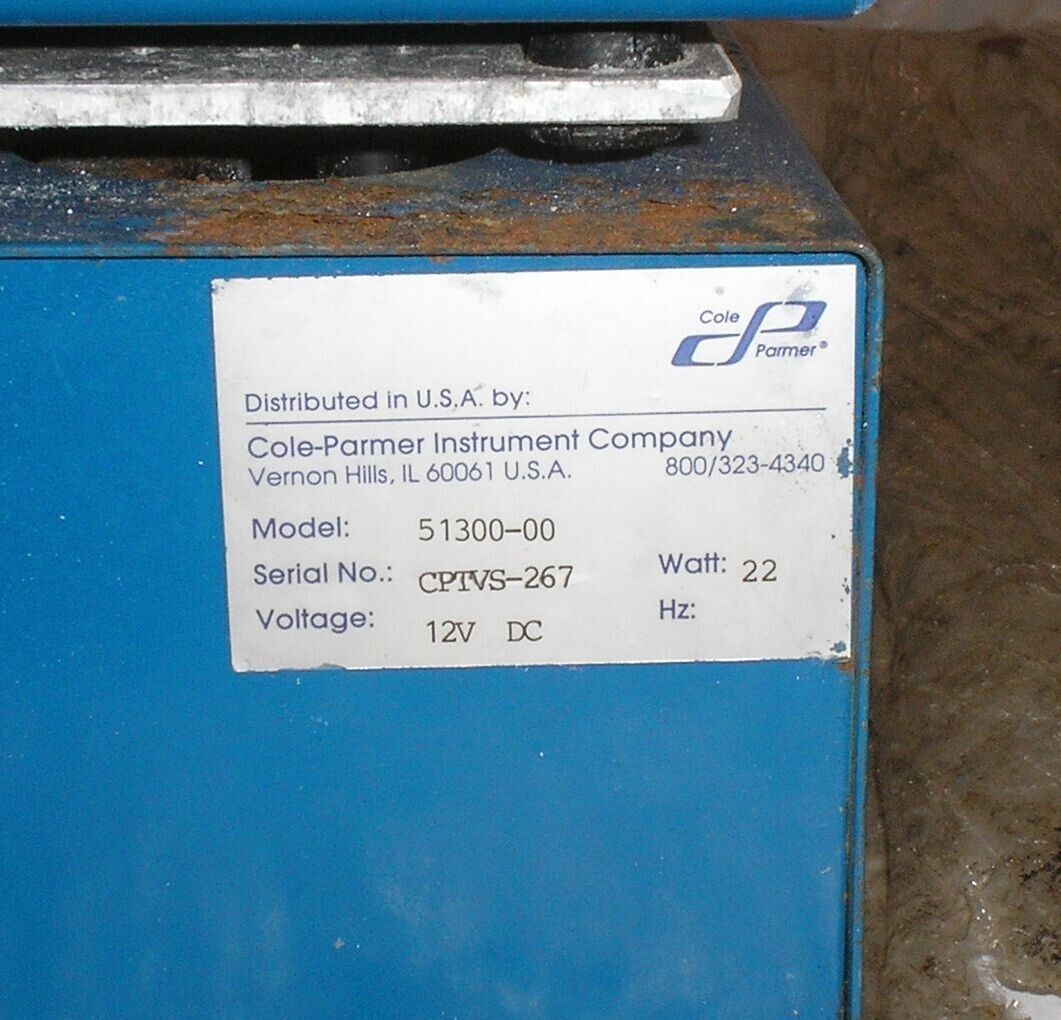 Cole
Parmer®
Distributed in U.S.A. by:
Cole-Parmer Instrument Company
Vernon Hills, IL 60061 U.S.A. 800/323-4340
Model: 51300-00
Serial No.: CPTVS-267 Watt: 22
Voltage: 12V DC Hz: